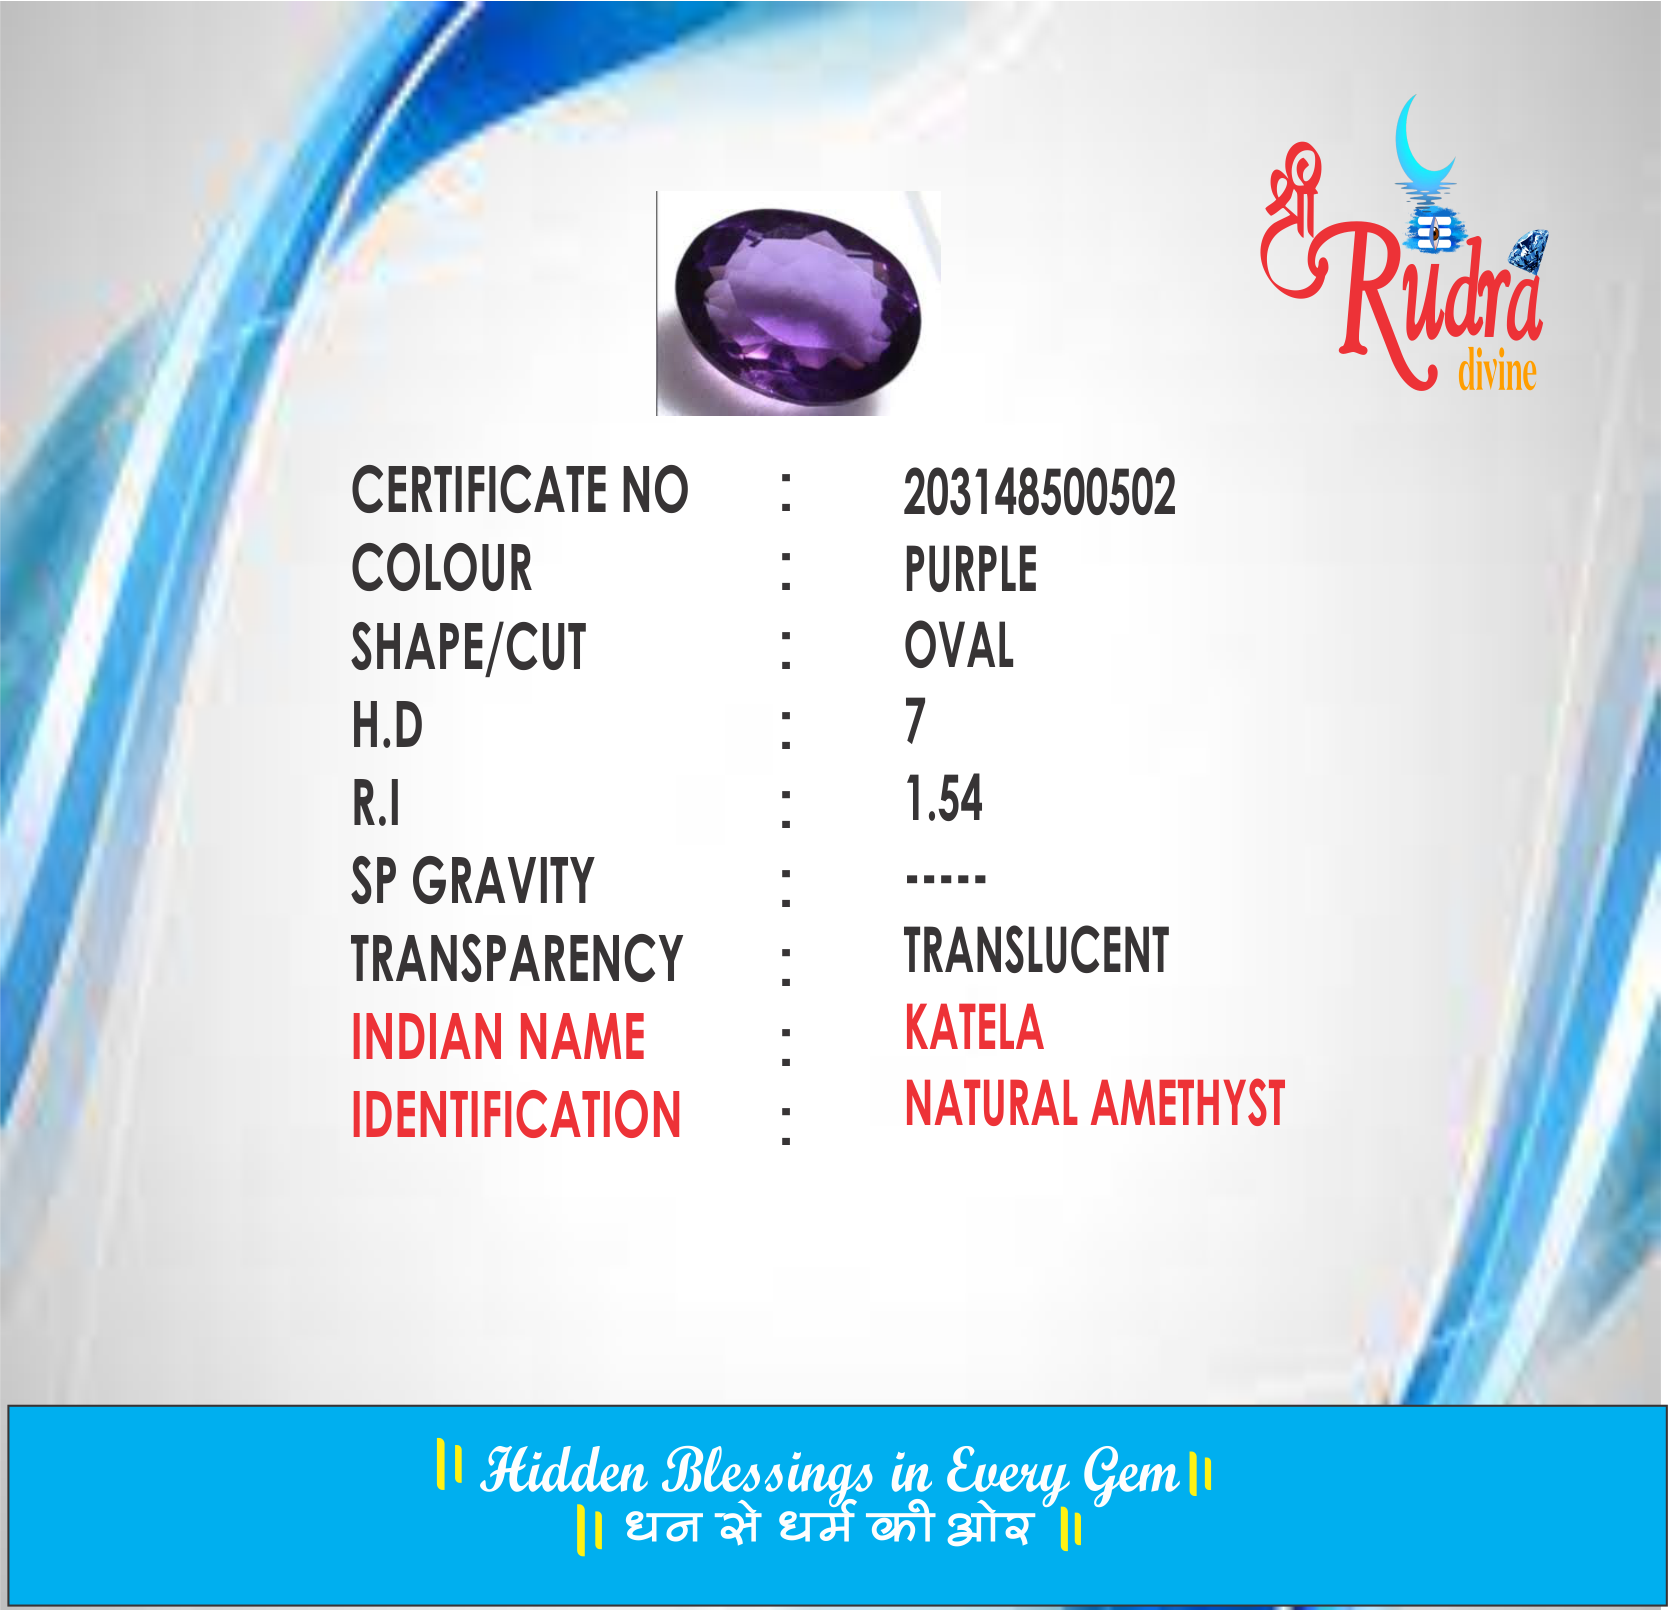 श्री
Rudra
divine
CERTIFICATE NO : 203148500502
COLOUR : PURPLE
SHAPE/CUT : OVAL
H.D : 7
R.I : 1.54
SP GRAVITY : -----
TRANSPARENCY : TRANSLUCENT
INDIAN NAME : KATELA
IDENTIFICATION : NATURAL AMETHYST
॥ Hidden Blessings in Every Gem॥
॥ धन से धर्म की ओर ॥